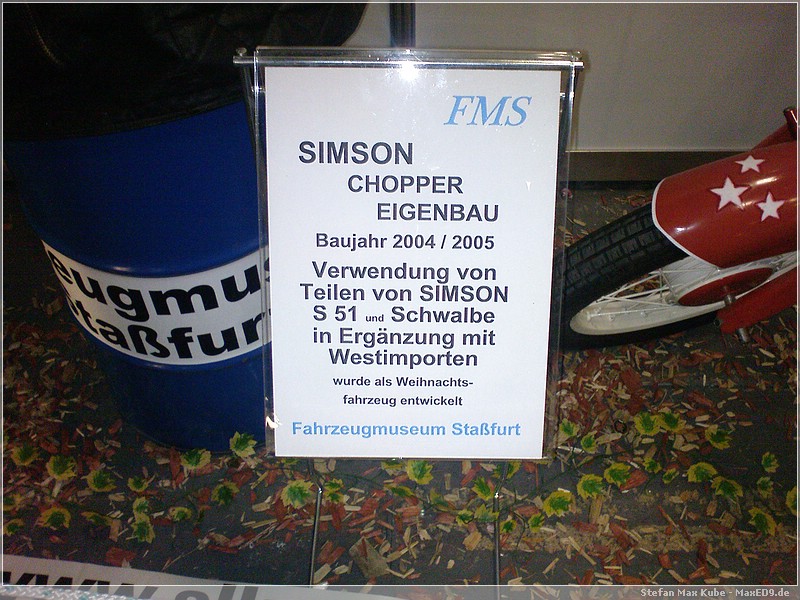 FMS
SIMSON
CHOPPER
EIGENBAU
Baujahr 2004 / 2005
Verwendung von
Teilen von SIMSON
S 51 und Schwalbe
in Ergänzung mit
Westimporten
wurde als Weihnachts-
fahrzeug entwickelt
Fahrzeugmuseum Staßfurt
eugmus
Staßfurt
Stefan Max Kube - MaxED9.de